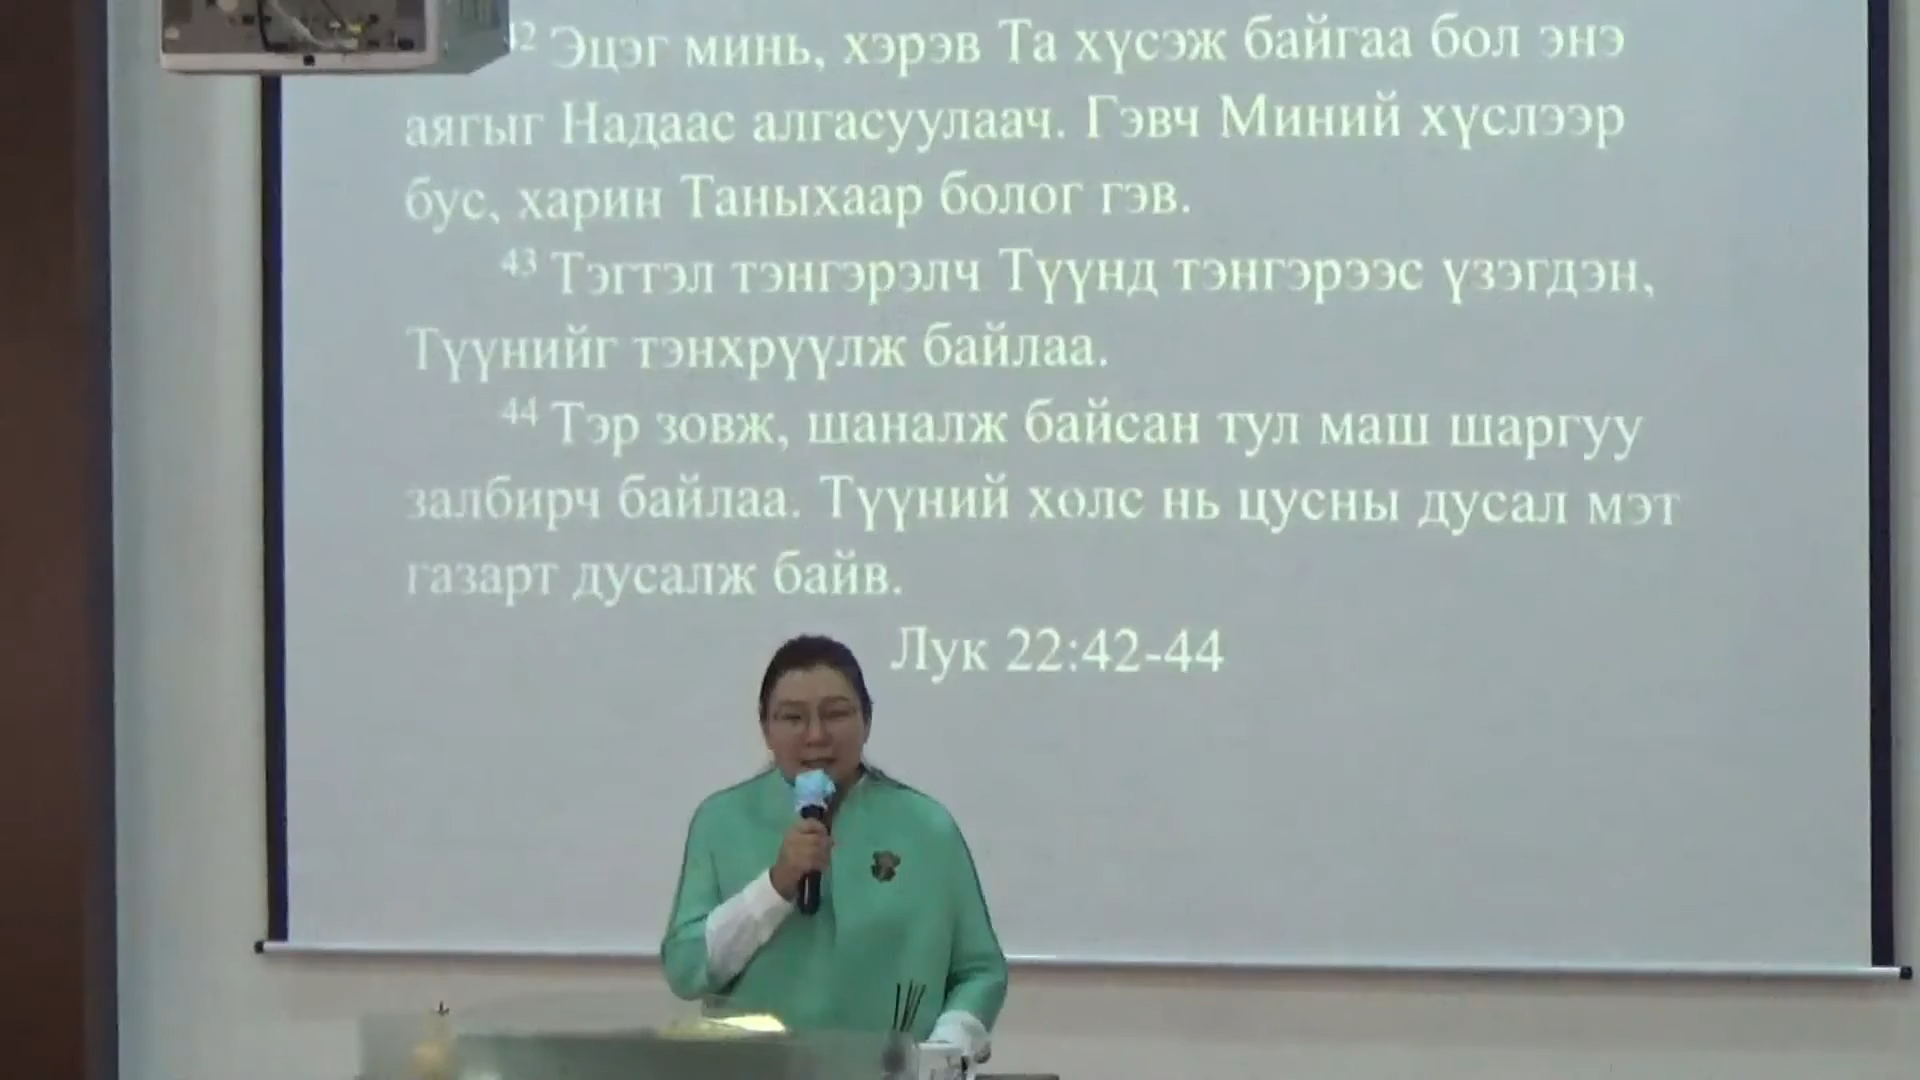 42 Эцэг минь, хэрэв Та хүсэж байгаа бол энэ
аягыг Надаас алгасуулаач. Гэвч Миний хүслээр
бус, харин Таныхаар болог гэв.
43 Тэгтэл тэнгэрэлч Түүнд тэнгэрээс үзэгдэн,
Түүнийг тэнхрүүлж байлаа.
44 Тэр зовж, шаналж байсан тул маш шаргуу
залбирч байлаа. Түүний холс нь цусны дусал мэт
газарт дусалж байв.
Лук 22:42-44